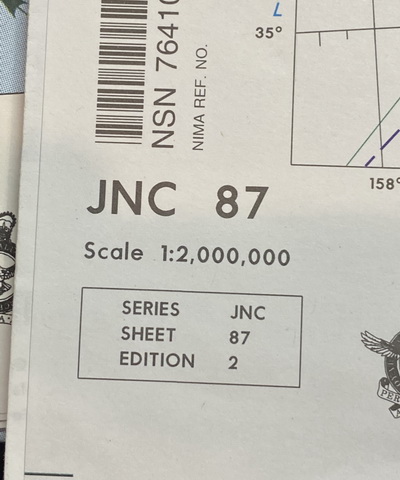 L
35°
NSN 7641
NIMA REF. NO.
158°
JNC 87
Scale 1:2,000,000
SERIES JNC
SHEET 87
EDITION 2
PER